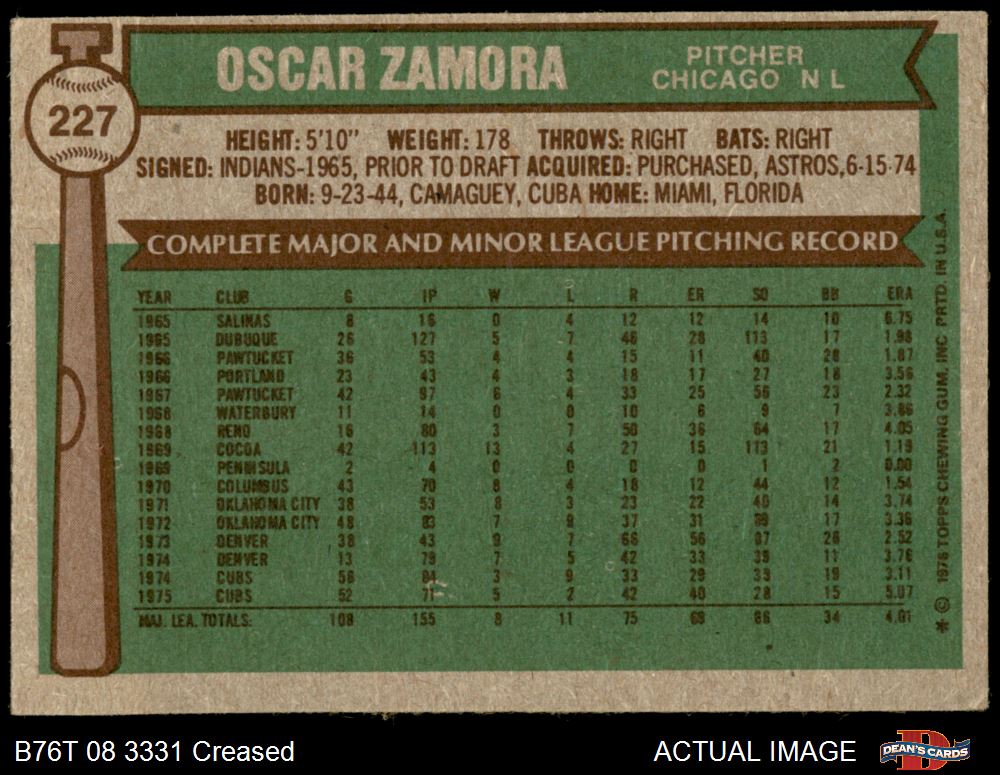 OSCAR ZAMORA
PITCHER
CHICAGO N L
227
HEIGHT: 5'10" WEIGHT: 178 THROWS: RIGHT BATS: RIGHT
SIGNED: INDIANS-1965, PRIOR TO DRAFT ACQUIRED: PURCHASED, ASTROS, 6-15-74
BORN: 9-23-44, CAMAGUEY, CUBA HOME: MIAMI, FLORIDA
COMPLETE MAJOR AND MINOR LEAGUE PITCHING RECORD
YEAR CLUB G IP W L R ER SO BB ERA
1965 SALINAS 8 16 0 4 12 12 14 10 6.75
1965 DUBUQUE 26 127 5 7 46 28 113 17 1.98
1966 PAWTUCKET 36 53 4 4 15 11 40 28 1.87
1966 PORTLAND 23 43 4 3 18 17 27 18 3.56
1967 PAWTUCKET 42 97 6 4 33 25 56 23 2.32
1968 WATERBURY 11 14 0 0 10 6 9 7 3.86
1968 RENO 16 80 3 7 50 36 64 17 4.05
1969 COCOA 42 113 13 4 27 15 113 21 1.19
1969 PENINSULA 2 4 0 0 0 0 1 2 0.00
1970 COLUMBUS 43 70 8 4 18 12 44 12 1.54
1971 OKLAHOMA CITY 38 53 8 3 23 22 40 14 3.74
1972 OKLAHOMA CITY 48 83 7 9 37 31 17 3.36
1973 DENVER 38 43 9 7 66 56 87 26 2.52
1974 DENVER 13 79 7 5 42 33 39 11 3.76
1974 CUBS 56 84 3 9 33 29 39 19 3.11
1975 CUBS 52 71 5 2 42 40 28 15 5.07
MAJ. LEA. TOTALS: 108 155 8 11 75 69 66 34 4.01
* © 1976 TOPPS CHEWING GUM, INC PRTD. IN U.S.A.
B76T 08 3331 Creased
ACTUAL IMAGE
DEAN'S CARDS